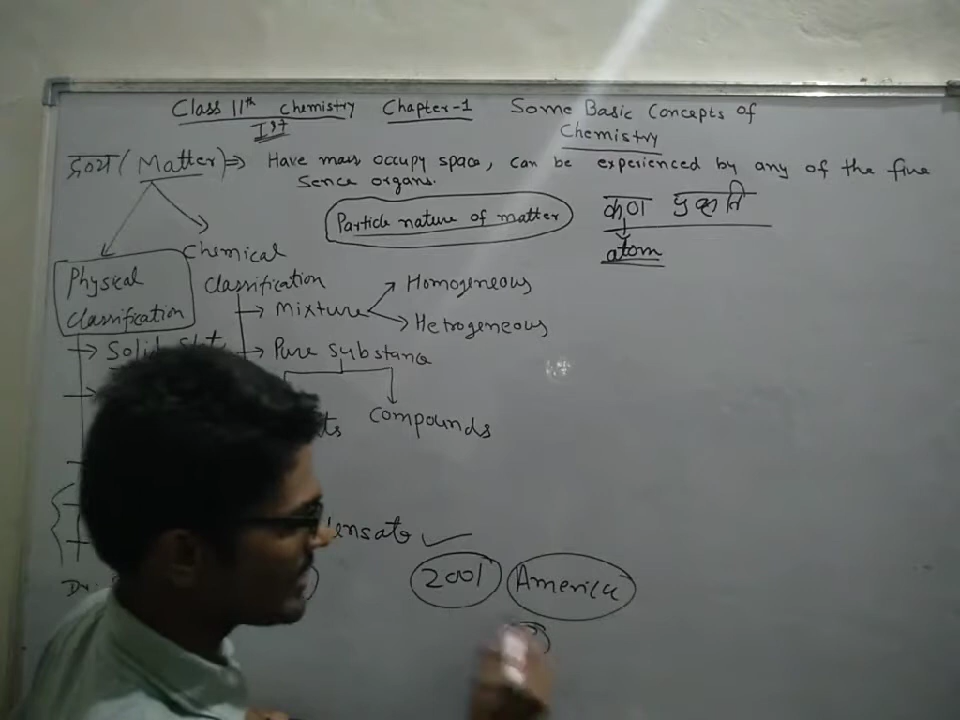 Class 11th Chemistry Chapter-1 Some Basic Concepts of
Ist Chemistry
द्रव्य (Matter) ⇒ Have mass occupy space, can be experienced by any of the five
Sence organs.
Particle nature of matter
कण प्रकृति
atom
Physical
classification
Chemical
classification
Mixture
Homogeneous
Hetrogeneous
Solid
Pure Substance
Compounds
2001
America